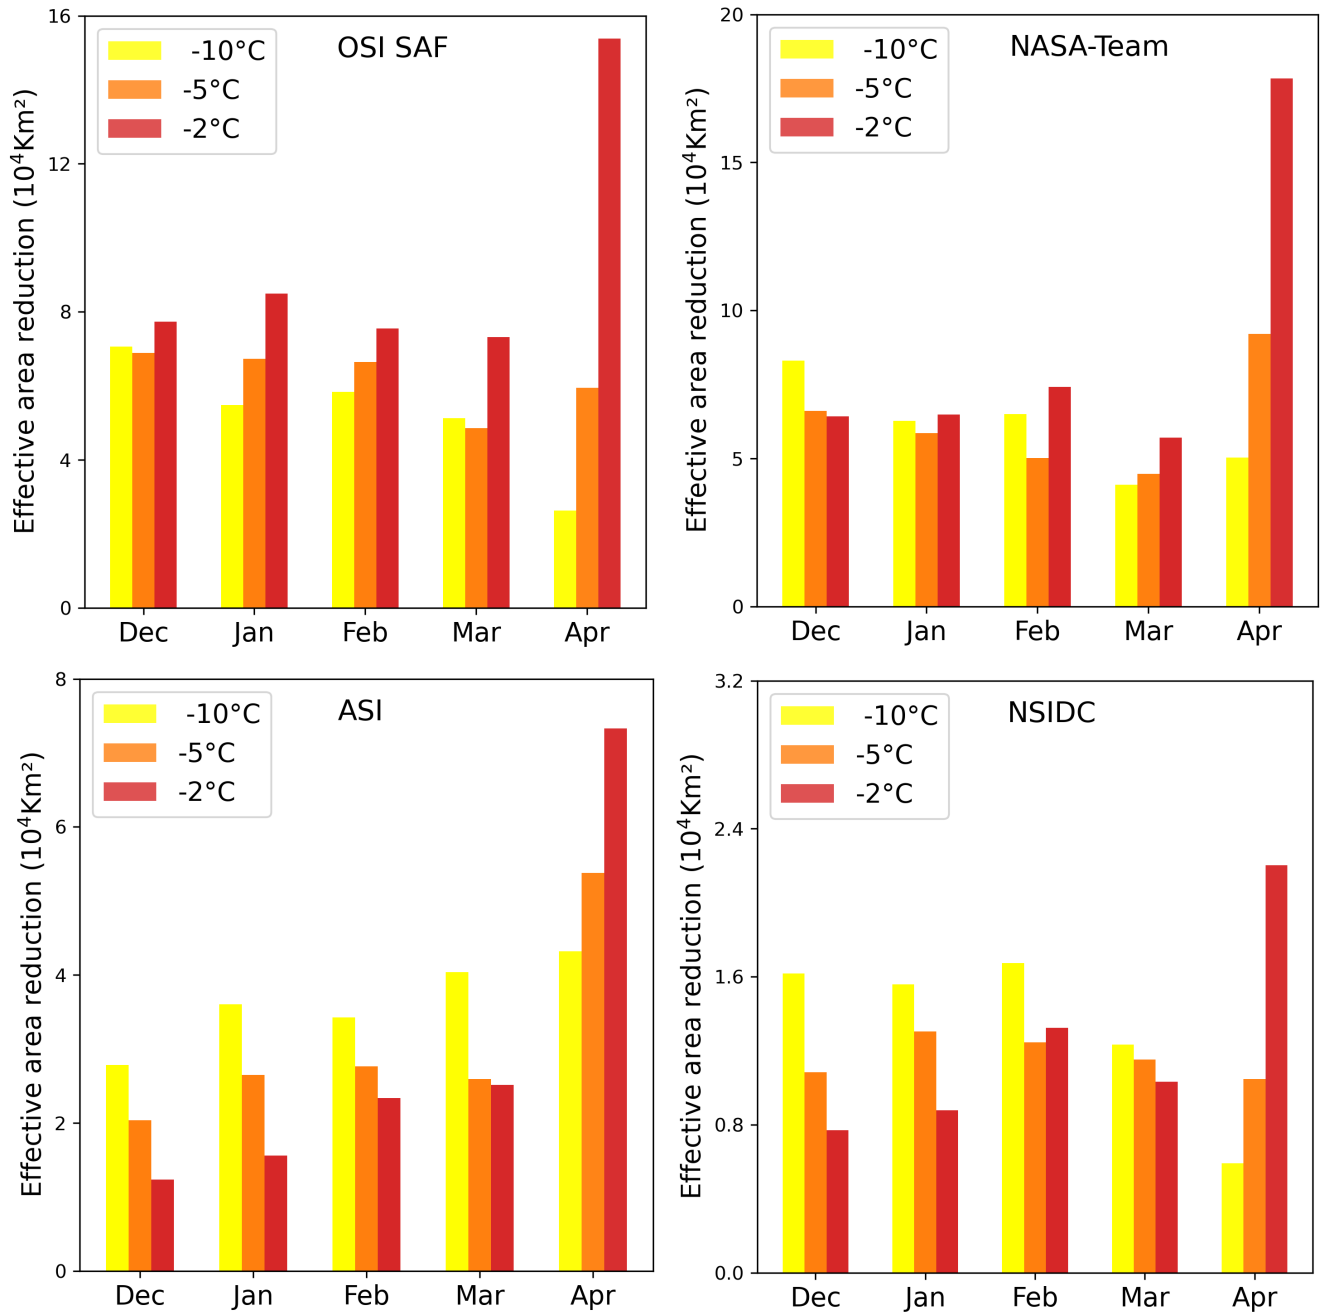 OSI SAF
-10°C
-5°C
-2°C
Effective area reduction (10⁴Km²)
16
12
8
4
0
Dec Jan Feb Mar Apr
NASA-Team
-10°C
-5°C
-2°C
Effective area reduction (10⁴Km²)
20
15
10
5
0
Dec Jan Feb Mar Apr
ASI
-10°C
-5°C
-2°C
Effective area reduction (10⁴Km²)
8
6
4
2
0
Dec Jan Feb Mar Apr
NSIDC
-10°C
-5°C
-2°C
Effective area reduction (10⁴Km²)
3.2
2.4
1.6
0.8
0.0
Dec Jan Feb Mar Apr